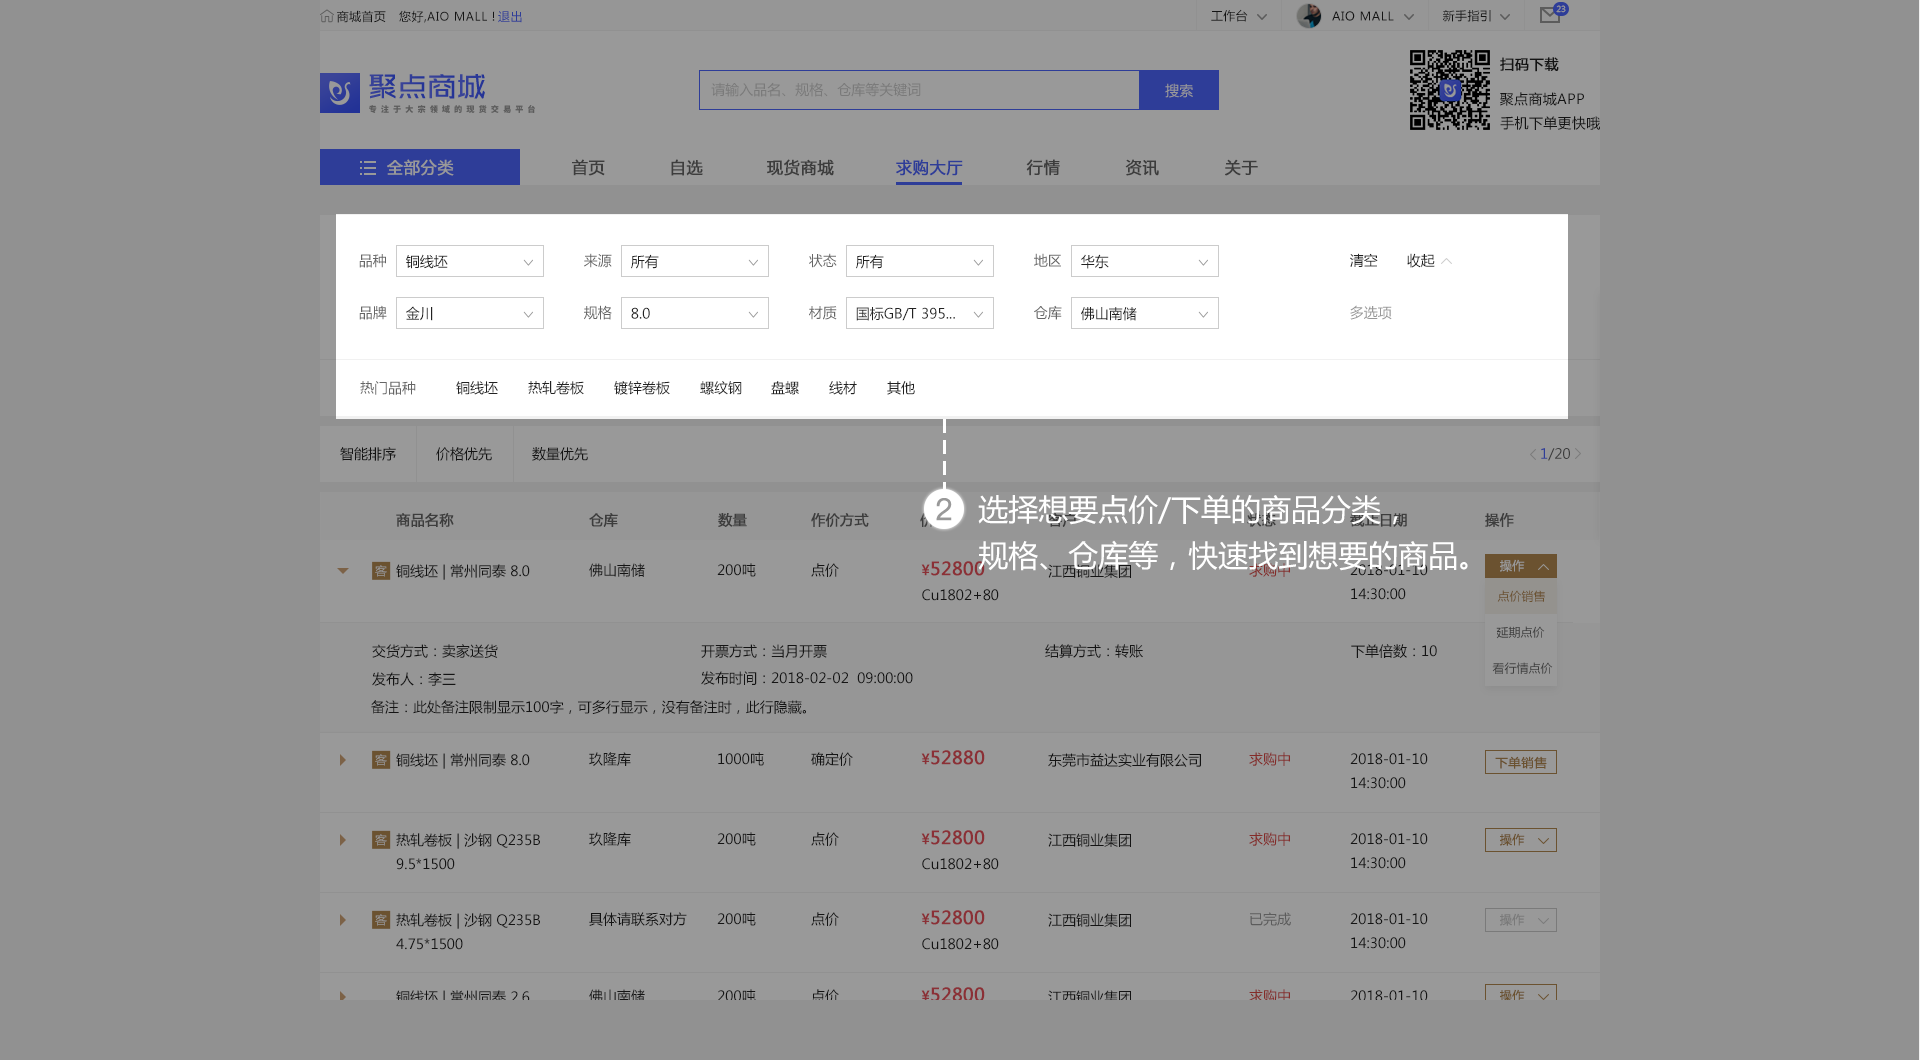 商城首页 您好,AIO MALL ! 退出 工作台 AIO MALL 新手指引 23
聚点商城
专注于大宗领域的现货交易平台
请输入品名、规格、仓库等关键词 搜索
扫码下载
聚点商城APP
手机下单更快哦
全部分类 首页 自选 现货商城 求购大厅 行情 资讯 关于
品种 铜线坯 来源 所有 状态 所有 地区 华东 清空 收起
品牌 金川 规格 8.0 材质 国标GB/T 395... 仓库 佛山南储 多选项
热门品种 铜线坯 热轧卷板 镀锌卷板 螺纹钢 盘螺 线材 其他
智能排序 价格优先 数量优先 1/20
2 选择想要点价/下单的商品分类，
规格、仓库等，快速找到想要的商品。
商品名称 仓库 数量 作价方式 状态 截止日期 操作
客 铜线坯 | 常州同泰 8.0 佛山南储 200吨 点价 ¥52800 江西铜业集团 求购中 2018-01-10 操作
Cu1802+80 14:30:00
点价销售
延期点价
看行情点价
交货方式：卖家送货 开票方式：当月开票 结算方式：转账 下单倍数：10
发布人：李三 发布时间：2018-02-02 09:00:00
备注：此处备注限制显示100字，可多行显示，没有备注时，此行隐藏。
客 铜线坯 | 常州同泰 8.0 玖隆库 1000吨 确定价 ¥52880 东莞市益达实业有限公司 求购中 2018-01-10 下单销售
14:30:00
客 热轧卷板 | 沙钢 Q235B 玖隆库 200吨 点价 ¥52800 江西铜业集团 求购中 2018-01-10 操作
9.5*1500 Cu1802+80 14:30:00
客 热轧卷板 | 沙钢 Q235B 具体请联系对方 200吨 点价 ¥52800 江西铜业集团 已完成 2018-01-10 操作
4.75*1500 Cu1802+80 14:30:00
铜线坯 | 常州同泰 2.6 佛山南储 200吨 点价 ¥52800 江西铜业集团 求购中 2018-01-10 操作